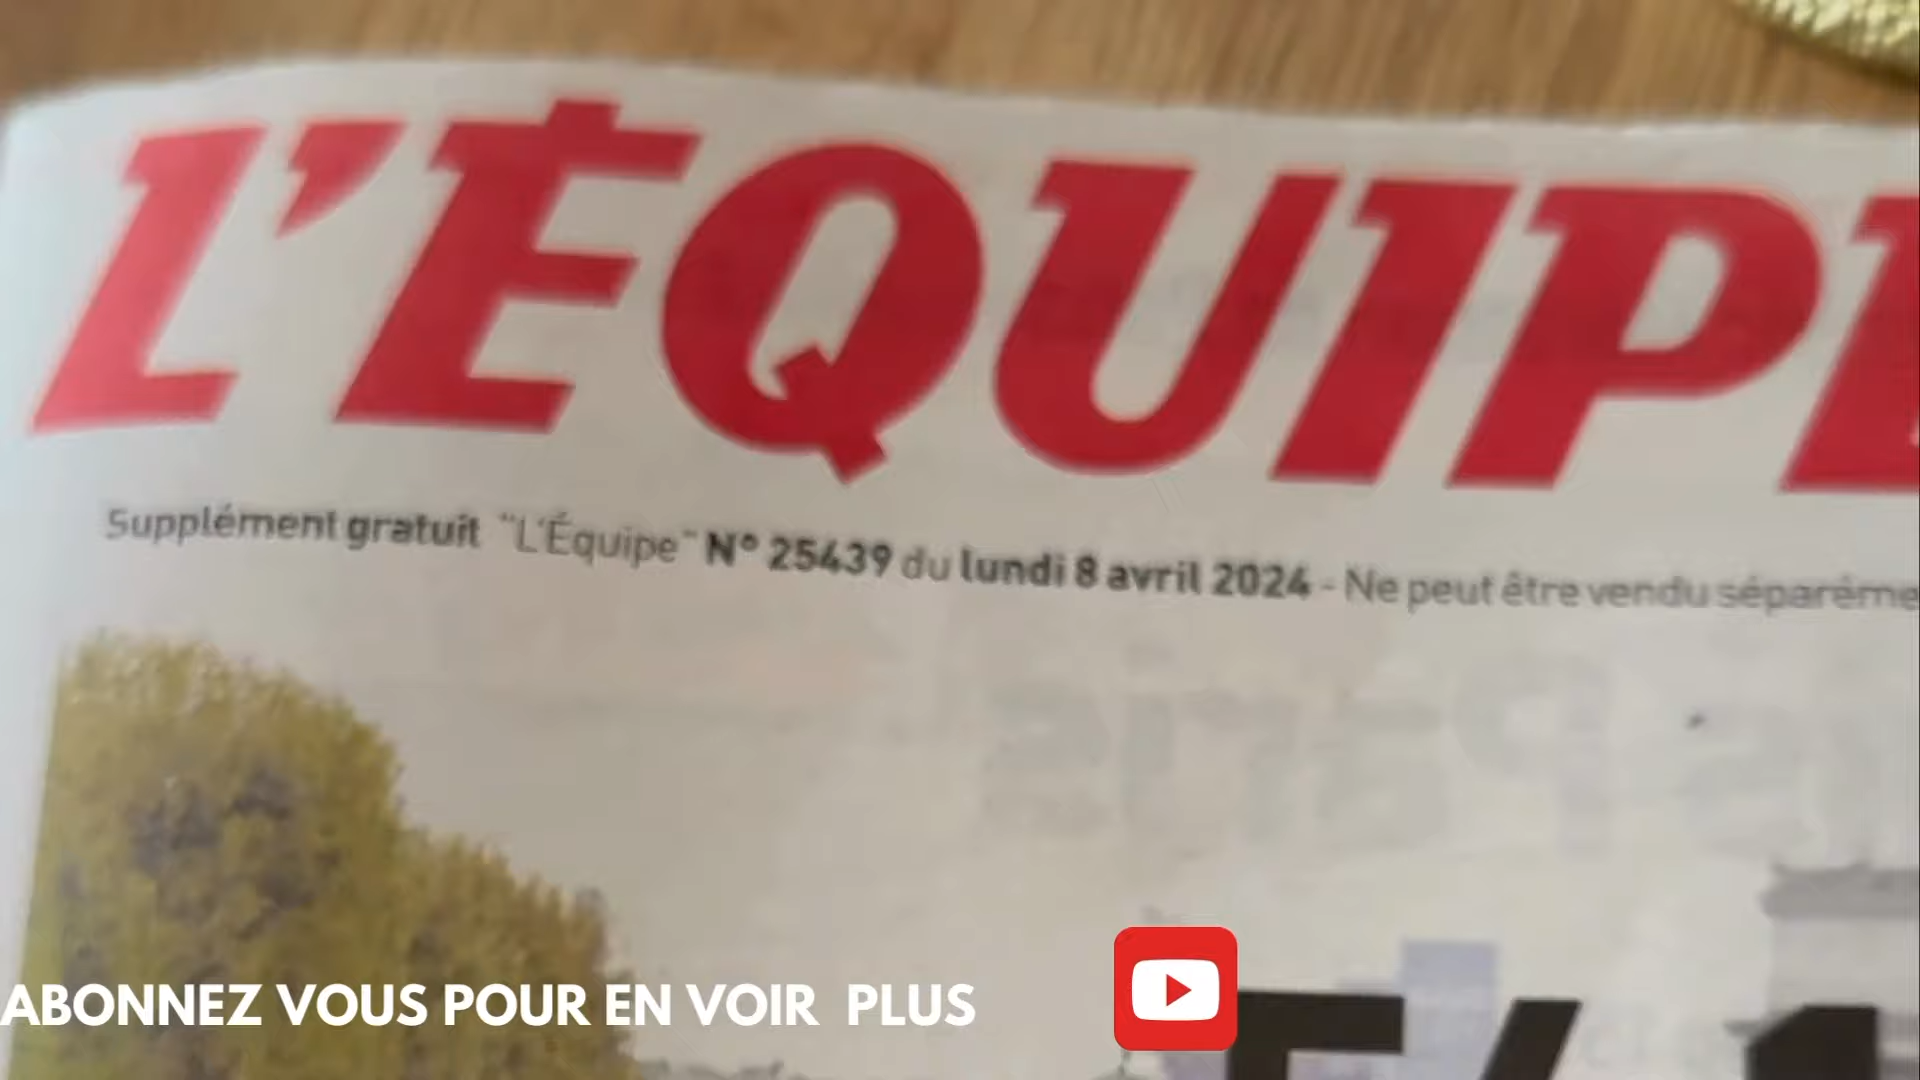 L'ÉQUIPE
Supplément gratuit "L'Équipe" N° 25439 du lundi 8 avril 2024 - Ne peut être vendu séparéme
ABONNEZ VOUS POUR EN VOIR PLUS